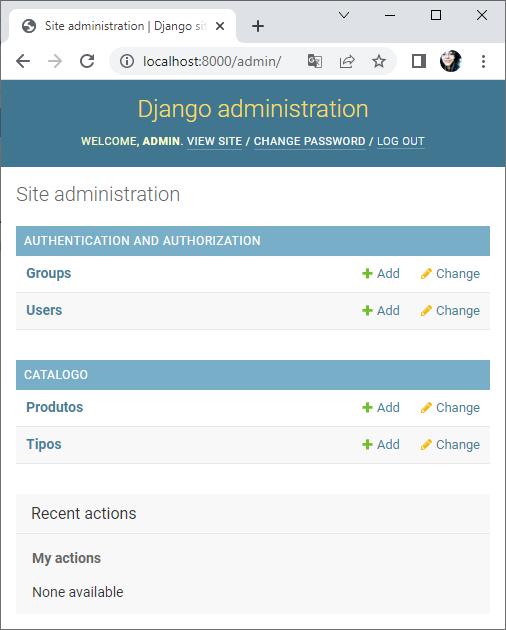 Site administration | Django sit
localhost:8000/admin/
Django administration
WELCOME, ADMIN. VIEW SITE / CHANGE PASSWORD / LOG OUT
Site administration
AUTHENTICATION AND AUTHORIZATION
Groups Add Change
Users Add Change
CATALOGO
Produtos Add Change
Tipos Add Change
Recent actions
My actions
None available